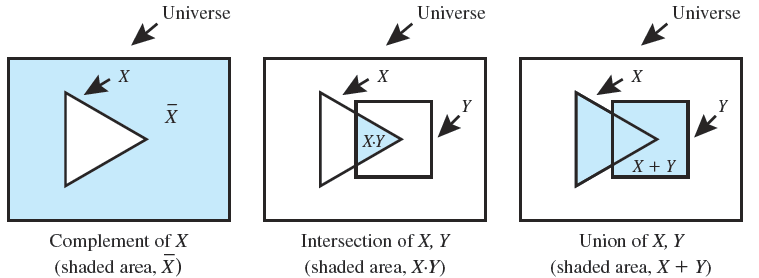 Universe
X
X̅
Complement of X
(shaded area, X̅)
Universe
X
Y
X·Y
Intersection of X, Y
(shaded area, X·Y)
Universe
X
Y
X + Y
Union of X, Y
(shaded area, X + Y)